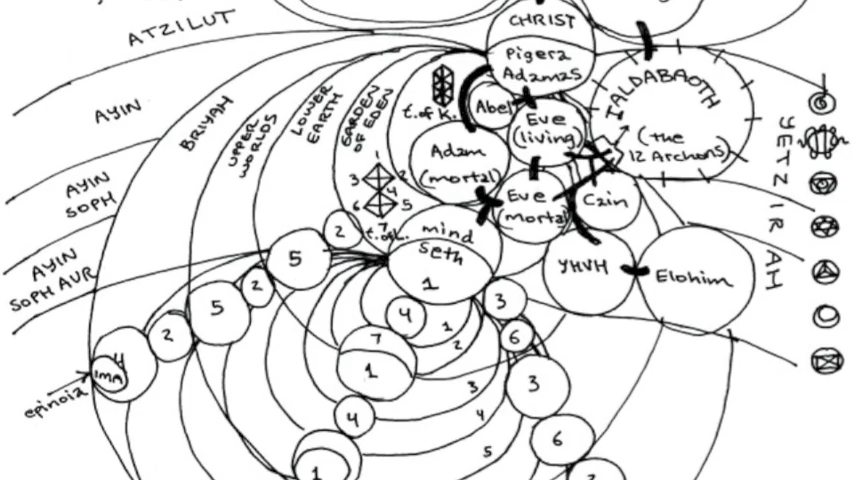 CHRIST
Pigera
Adamas
ATZILUT
AYIN
BRIYAH
UPPER
WORLDS
LOWER
EARTH
GARDEN
OF EDEN
t.of K.
Abel
Eve
(living)
IALDABAOTH
(the
12 Archons)
YETZIRAH
Adam
(mortal)
Eve
(mortal)
Cain
AYIN
SOPH
AYIN
SOPH AUR
1
2
3
4
5
6
7
t.of L.
mind
Seth
1
YHVH
Elohim
2
5
2
5
2
4
IMA
epinoia
4
7
1
4
1
1
2
3
4
5
3
6
3
6